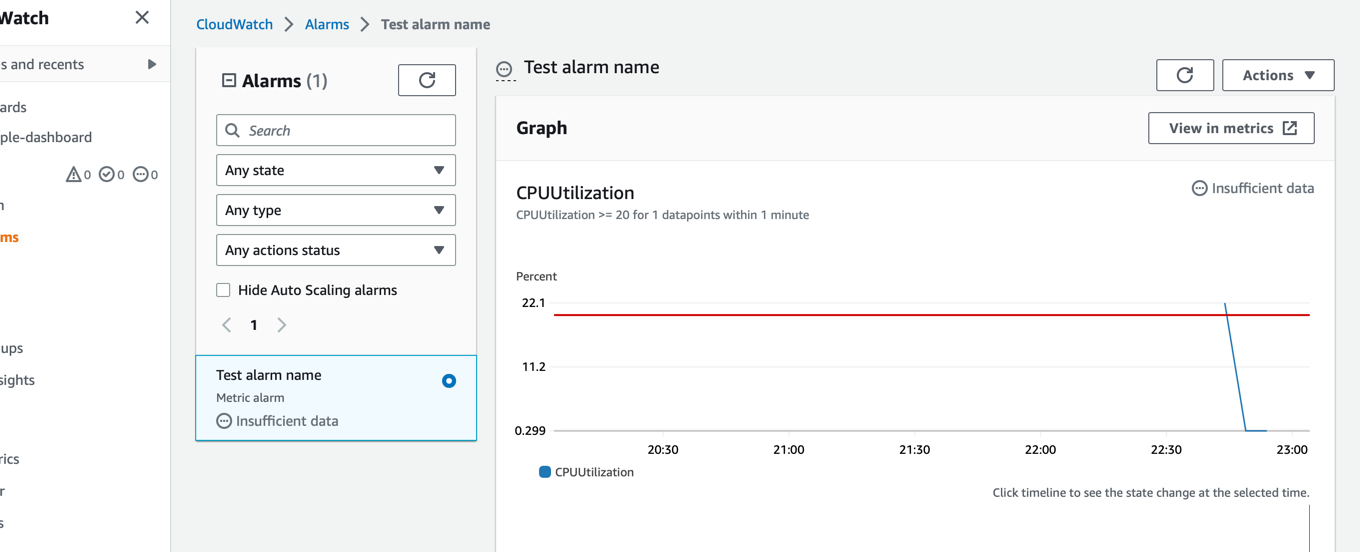 Watch
CloudWatch > Alarms > Test alarm name
s and recents
ards
ple-dashboard
0 0 0
n
ms
ups
sights
rics
r
s
Alarms (1)
Search
Any state
Any type
Any actions status
Hide Auto Scaling alarms
1
Test alarm name
Metric alarm
Insufficient data
Test alarm name
Actions
Graph
View in metrics
CPUUtilization
Insufficient data
CPUUtilization >= 20 for 1 datapoints within 1 minute
Percent
22.1
11.2
0.299
20:30 21:00 21:30 22:00 22:30 23:00
CPUUtilization
Click timeline to see the state change at the selected time.